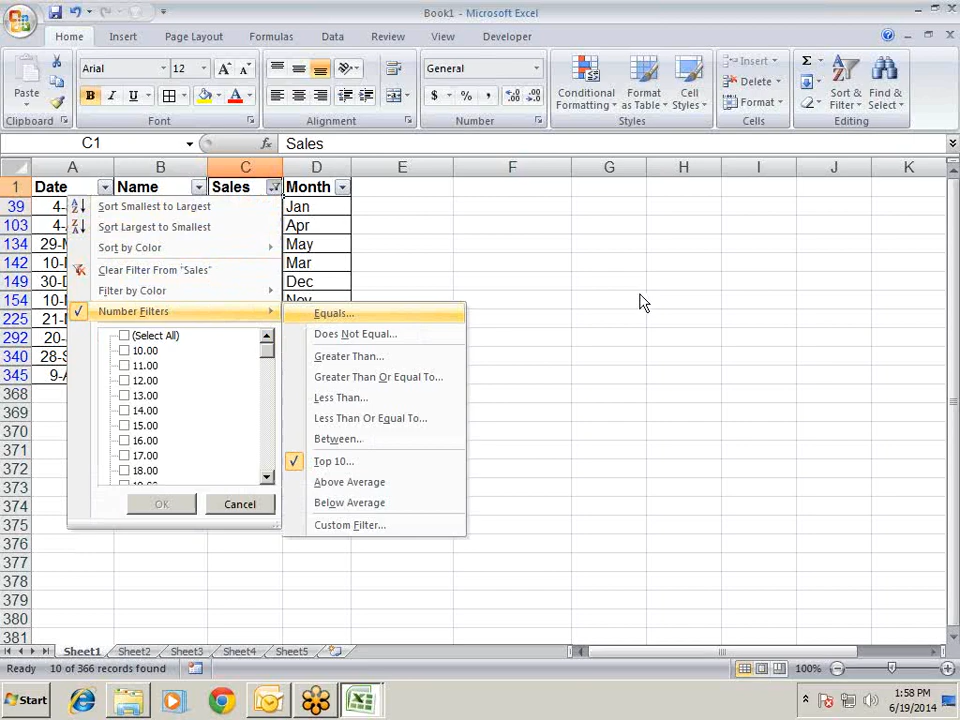 Book1 - Microsoft Excel
Home Insert Page Layout Formulas Data Review View Developer
Arial 12 General
Paste
B I U
$ % ,
Conditional Formatting
Format as Table
Cell Styles
Insert
Delete
Format
Sort & Filter
Find & Select
Clipboard Font Alignment Number Styles Cells Editing
C1 fx Sales
A B C D E F G H I J K
1 Date Name Sales Month
39 4- Jan
103 4- Apr
134 29-M May
142 10- Mar
149 30-D Dec
154 10- Nov
225 21-
292 20-
340 28-S
345 9-A
368
369
370
371
372
373
374
375
376
377
378
379
380
381
Sort Smallest to Largest
Sort Largest to Smallest
Sort by Color
Clear Filter From "Sales"
Filter by Color
Number Filters
(Select All)
10.00
11.00
12.00
13.00
14.00
15.00
16.00
17.00
18.00
OK Cancel
Equals...
Does Not Equal...
Greater Than...
Greater Than Or Equal To...
Less Than...
Less Than Or Equal To...
Between...
Top 10...
Above Average
Below Average
Custom Filter...
Sheet1 Sheet2 Sheet3 Sheet4 Sheet5
Ready 10 of 366 records found 100%
Start
1:58 PM
6/19/2014